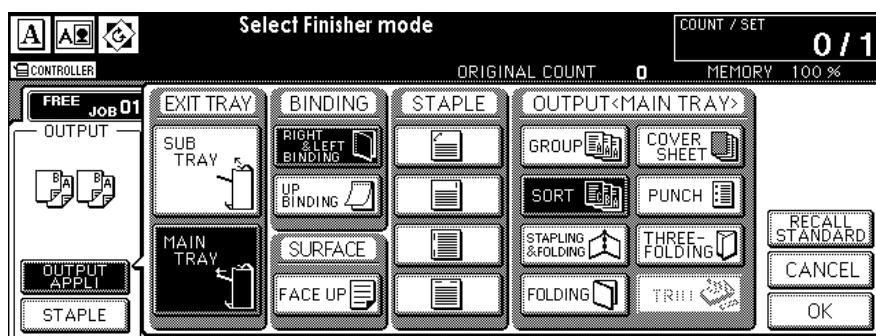 A A
Select Finisher mode
COUNT / SET
0 / 1
CONTROLLER
ORIGINAL COUNT 0 MEMORY 100 %
FREE JOB 01
OUTPUT
B A B A
OUTPUT APPLI
STAPLE
EXIT TRAY
SUB
TRAY
MAIN
TRAY
BINDING
RIGHT
&LEFT
BINDING
UP
BINDING
SURFACE
FACE UP
STAPLE
OUTPUT<MAIN TRAY>
GROUP
A A A
COVER
SHEET
SORT
C B A
PUNCH
STAPLING
&FOLDING
THREE-
FOLDING
FOLDING
RECALL
STANDARD
CANCEL
OK